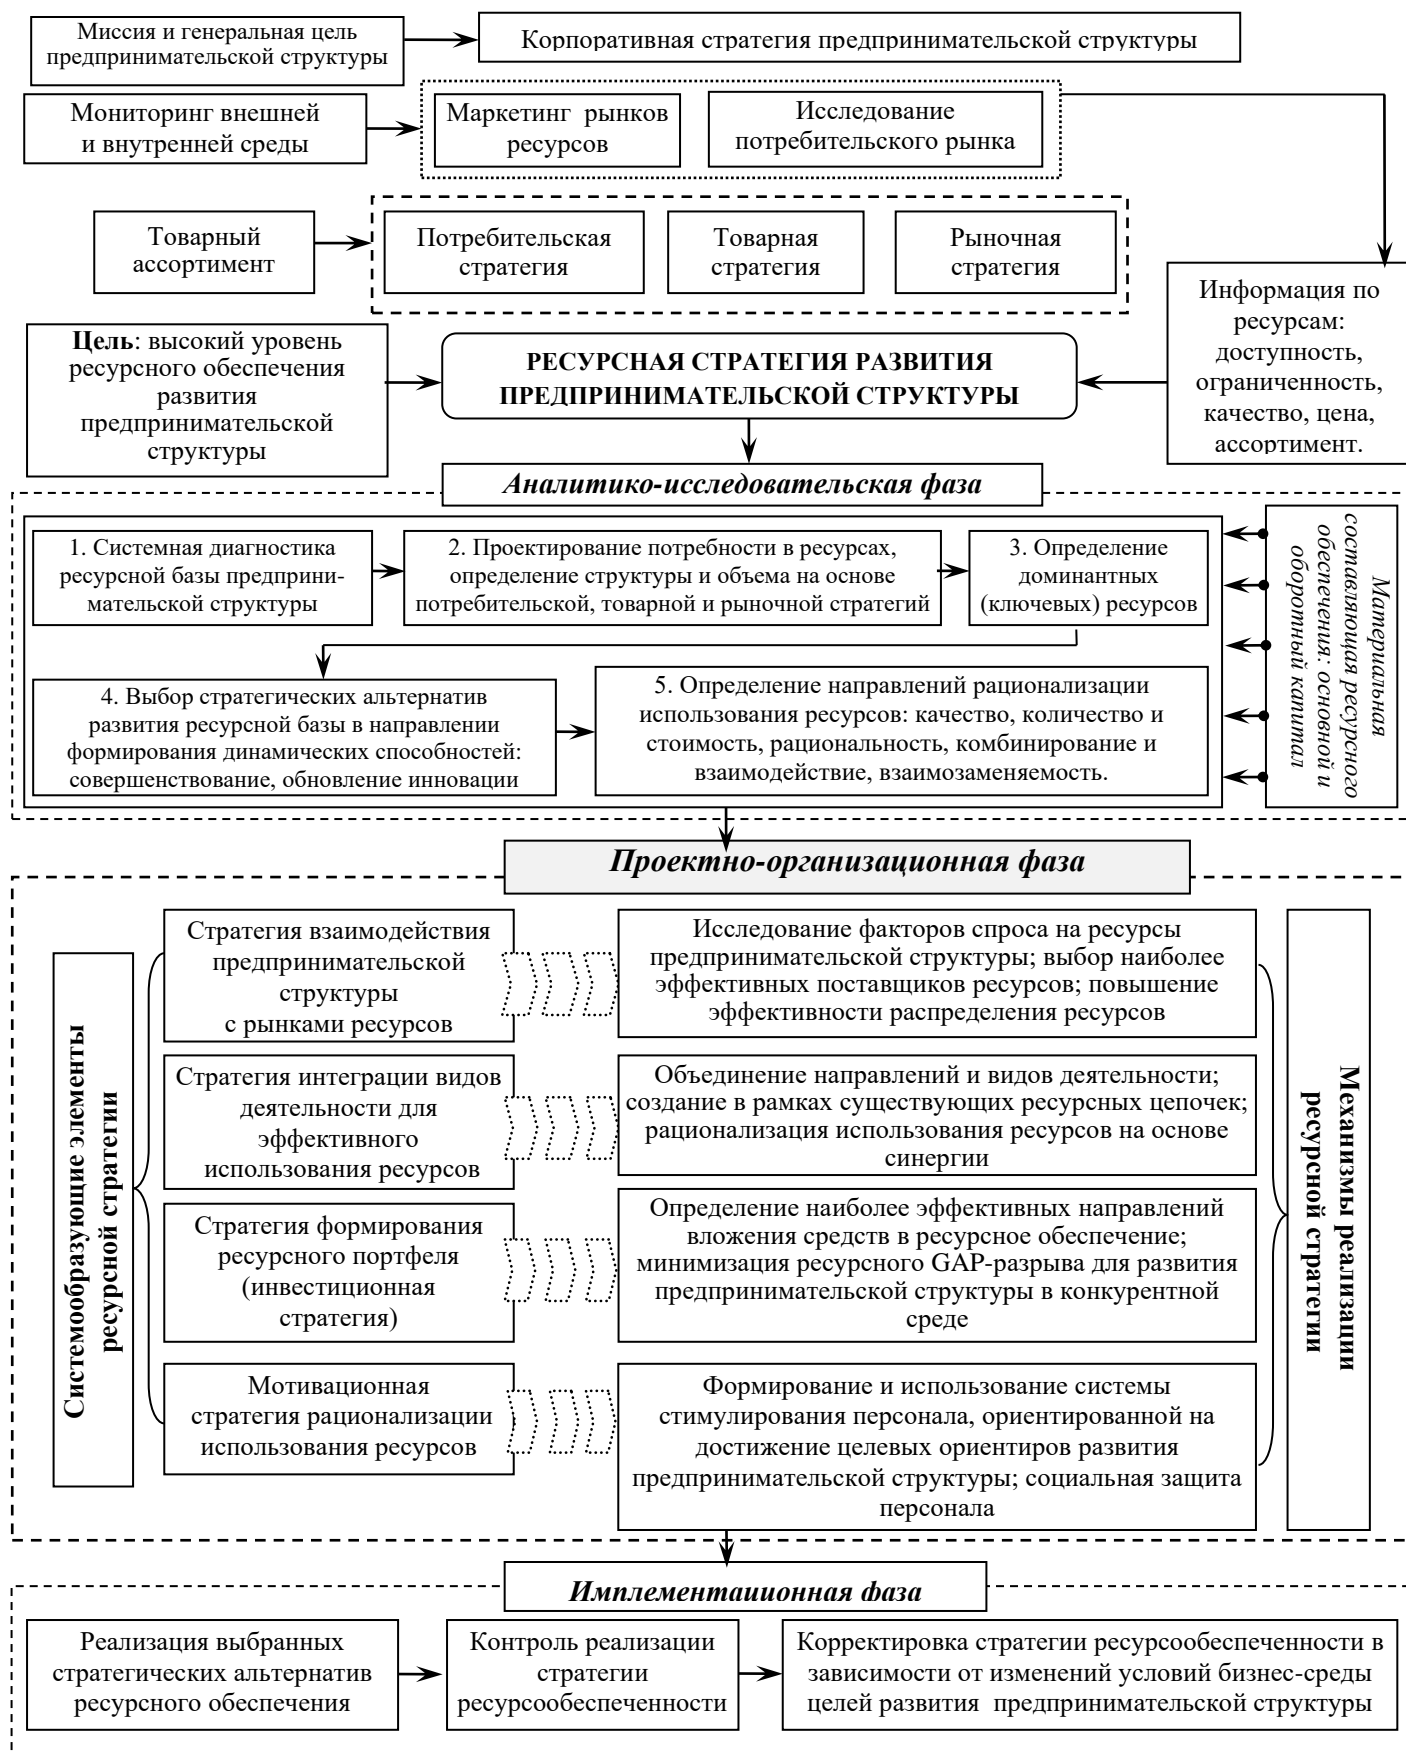 Миссия и генеральная цель
предпринимательской структуры
Корпоративная стратегия предпринимательской структуры
Мониторинг внешней
и внутренней среды
Маркетинг рынков
ресурсов
Исследование
потребительского рынка
Товарный
ассортимент
Потребительская
стратегия
Товарная
стратегия
Рыночная
стратегия
Информация по
ресурсам:
доступность,
ограниченность,
качество, цена,
ассортимент.
Цель: высокий уровень
ресурсного обеспечения
развития
предпринимательской
структуры
РЕСУРСНАЯ СТРАТЕГИЯ РАЗВИТИЯ
ПРЕДПРИНИМАТЕЛЬСКОЙ СТРУКТУРЫ
Аналитико-исследовательская фаза
1. Системная диагностика
ресурсной базы предприни-
мательской структуры
2. Проектирование потребности в ресурсах,
определение структуры и объема на основе
потребительской, товарной и рыночной стратегий
3. Определение
доминантных
(ключевых) ресурсов
4. Выбор стратегических альтернатив
развития ресурсной базы в направлении
формирования динамических способностей:
совершенствование, обновление инновации
5. Определение направлений рационализации
использования ресурсов: качество, количество и
стоимость, рациональность, комбинирование и
взаимодействие, взаимозаменяемость.
Материальная
составляющая ресурсного
обеспечения: основной и
оборотный капитал
Проектно-организационная фаза
Системообразующие элементы
ресурсной стратегии
Стратегия взаимодействия
предпринимательской
структуры
с рынками ресурсов
Исследование факторов спроса на ресурсы
предпринимательской структуры; выбор наиболее
эффективных поставщиков ресурсов; повышение
эффективности распределения ресурсов
Стратегия интеграции видов
деятельности для
эффективного
использования ресурсов
Объединение направлений и видов деятельности;
создание в рамках существующих ресурсных цепочек;
рационализация использования ресурсов на основе
синергии
Стратегия формирования
ресурсного портфеля
(инвестиционная
стратегия)
Определение наиболее эффективных направлений
вложения средств в ресурсное обеспечение;
минимизация ресурсного GAP-разрыва для развития
предпринимательской структуры в конкурентной
среде
Мотивационная
стратегия рационализации
использования ресурсов
Формирование и использование системы
стимулирования персонала, ориентированной на
достижение целевых ориентиров развития
предпринимательской структуры; социальная защита
персонала
Механизмы реализации
ресурсной стратегии
Имплементационная фаза
Реализация выбранных
стратегических альтернатив
ресурсного обеспечения
Контроль реализации
стратегии
ресурсообеспеченности
Корректировка стратегии ресурсообеспеченности в
зависимости от изменений условий бизнес-среды
целей развития  предпринимательской структуры